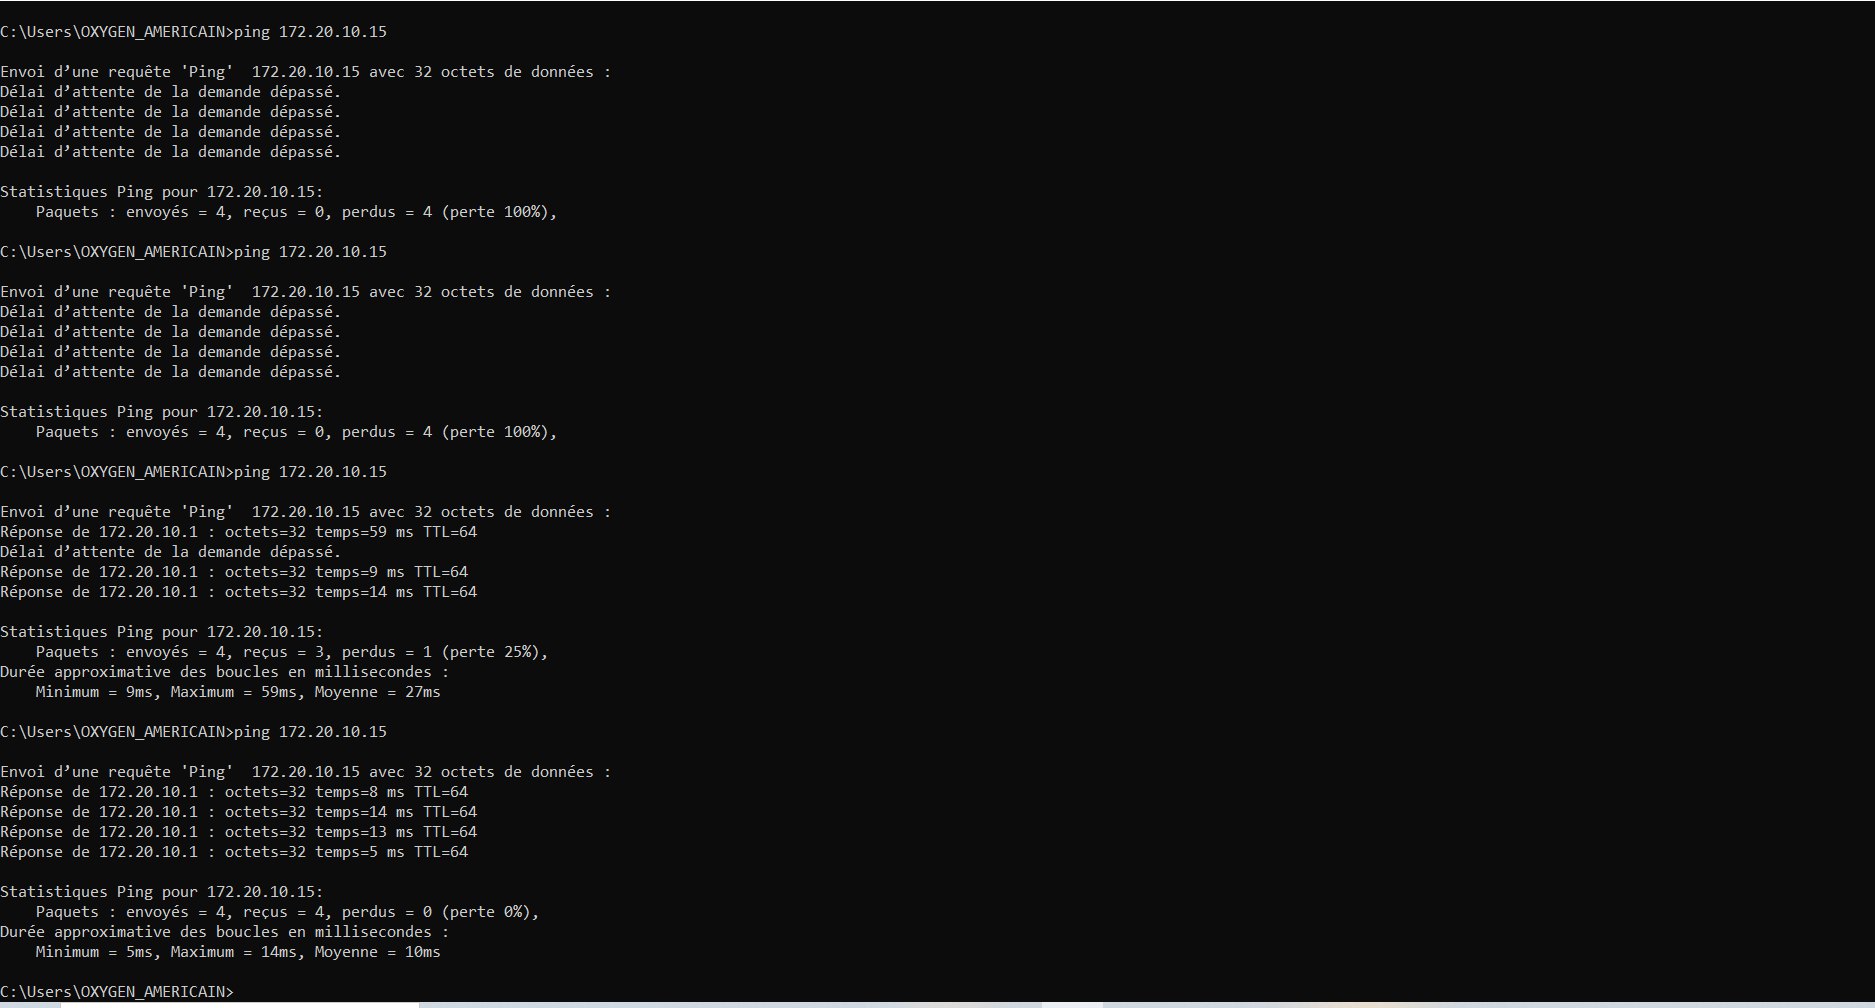 C:\Users\OXYGEN_AMERICAIN>ping 172.20.10.15
Envoi d’une requête 'Ping'  172.20.10.15 avec 32 octets de données :
Délai d’attente de la demande dépassé.
Délai d’attente de la demande dépassé.
Délai d’attente de la demande dépassé.
Délai d’attente de la demande dépassé.
Statistiques Ping pour 172.20.10.15:
    Paquets : envoyés = 4, reçus = 0, perdus = 4 (perte 100%),
C:\Users\OXYGEN_AMERICAIN>ping 172.20.10.15
Envoi d’une requête 'Ping'  172.20.10.15 avec 32 octets de données :
Délai d’attente de la demande dépassé.
Délai d’attente de la demande dépassé.
Délai d’attente de la demande dépassé.
Délai d’attente de la demande dépassé.
Statistiques Ping pour 172.20.10.15:
    Paquets : envoyés = 4, reçus = 0, perdus = 4 (perte 100%),
C:\Users\OXYGEN_AMERICAIN>ping 172.20.10.15
Envoi d’une requête 'Ping'  172.20.10.15 avec 32 octets de données :
Réponse de 172.20.10.1 : octets=32 temps=59 ms TTL=64
Délai d’attente de la demande dépassé.
Réponse de 172.20.10.1 : octets=32 temps=9 ms TTL=64
Réponse de 172.20.10.1 : octets=32 temps=14 ms TTL=64
Statistiques Ping pour 172.20.10.15:
    Paquets : envoyés = 4, reçus = 3, perdus = 1 (perte 25%),
Durée approximative des boucles en millisecondes :
    Minimum = 9ms, Maximum = 59ms, Moyenne = 27ms
C:\Users\OXYGEN_AMERICAIN>ping 172.20.10.15
Envoi d’une requête 'Ping'  172.20.10.15 avec 32 octets de données :
Réponse de 172.20.10.1 : octets=32 temps=8 ms TTL=64
Réponse de 172.20.10.1 : octets=32 temps=14 ms TTL=64
Réponse de 172.20.10.1 : octets=32 temps=13 ms TTL=64
Réponse de 172.20.10.1 : octets=32 temps=5 ms TTL=64
Statistiques Ping pour 172.20.10.15:
    Paquets : envoyés = 4, reçus = 4, perdus = 0 (perte 0%),
Durée approximative des boucles en millisecondes :
    Minimum = 5ms, Maximum = 14ms, Moyenne = 10ms
C:\Users\OXYGEN_AMERICAIN>